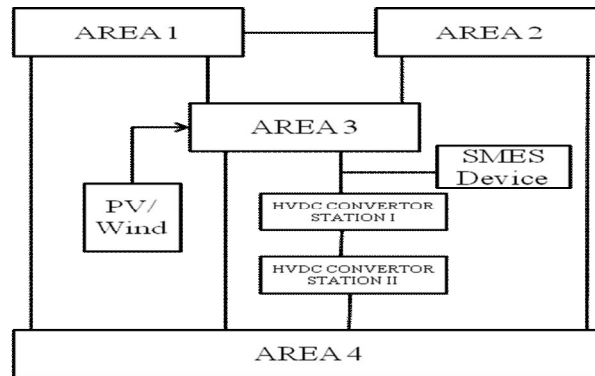 AREA 1
AREA 2
AREA 3
SMES
Device
PV/
Wind
HVDC CONVERTOR
STATION I
HVDC CONVERTOR
STATION II
AREA 4